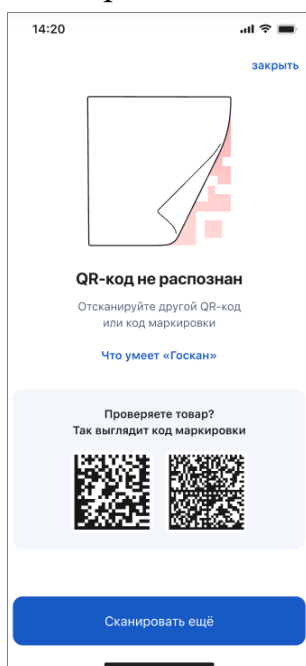 14:20
закрыть
QR-код не распознан
Отсканируйте другой QR-код
или код маркировки
Что умеет «Госкан»
Проверяете товар?
Так выглядит код маркировки
Сканировать ещё